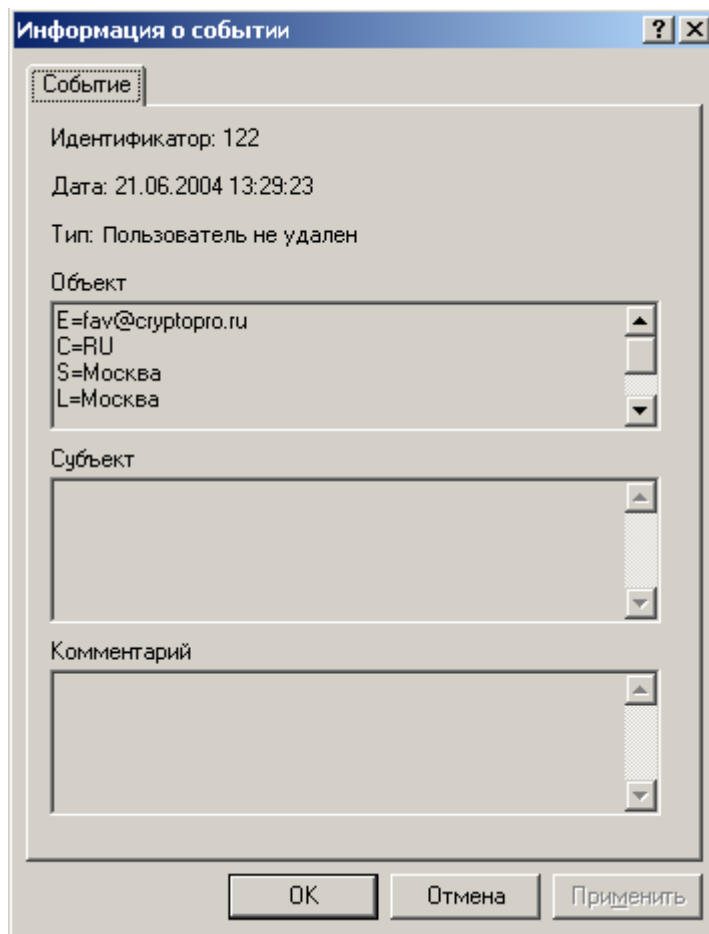 Информация о событии
Событие
Идентификатор: 122
Дата: 21.06.2004 13:29:23
Тип: Пользователь не удален
Объект
E=fav@cryptopro.ru
C=RU
S=Москва
L=Москва
Субъект
Комментарий
OK Отмена Применить